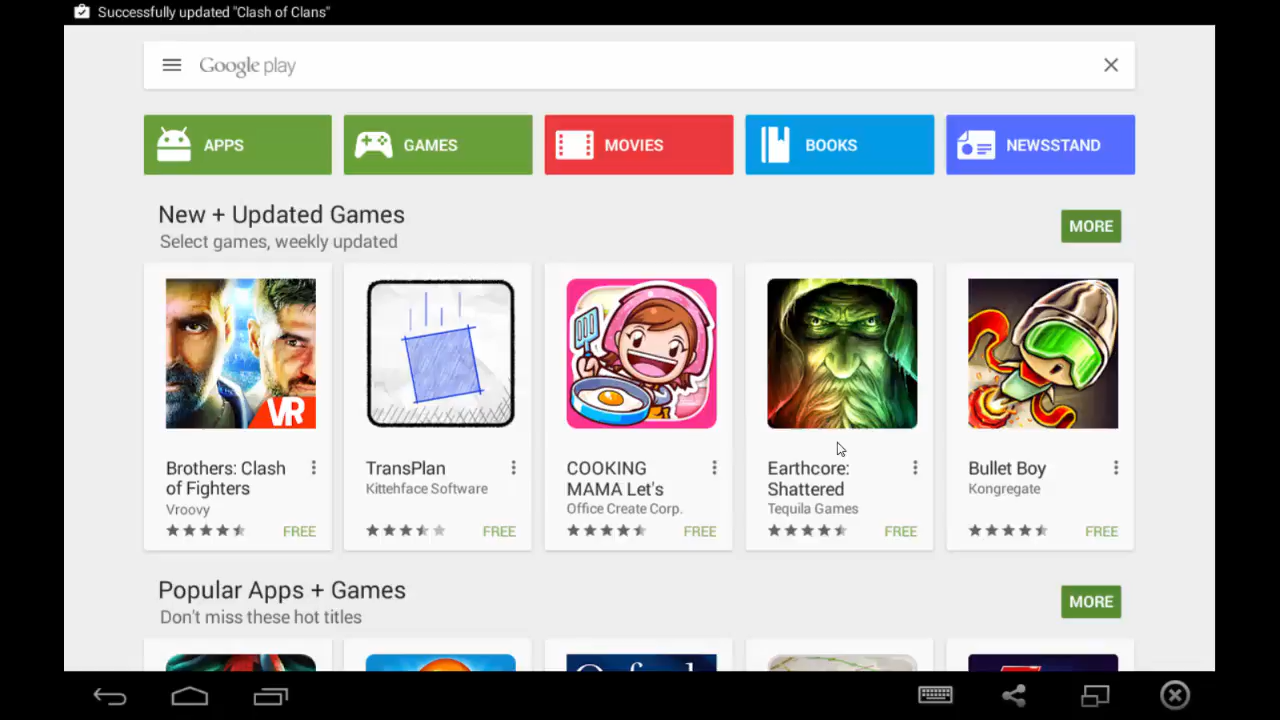 Successfully updated "Clash of Clans"
Google play
APPS
GAMES
MOVIES
BOOKS
NEWSSTAND
New + Updated Games
Select games, weekly updated
MORE
VR
Brothers: Clash
of Fighters
Vroovy
FREE
TransPlan
Kittehface Software
FREE
COOKING
MAMA Let's
Office Create Corp.
FREE
Earthcore:
Shattered
Tequila Games
FREE
Bullet Boy
Kongregate
FREE
Popular Apps + Games
Don't miss these hot titles
MORE
Oxford